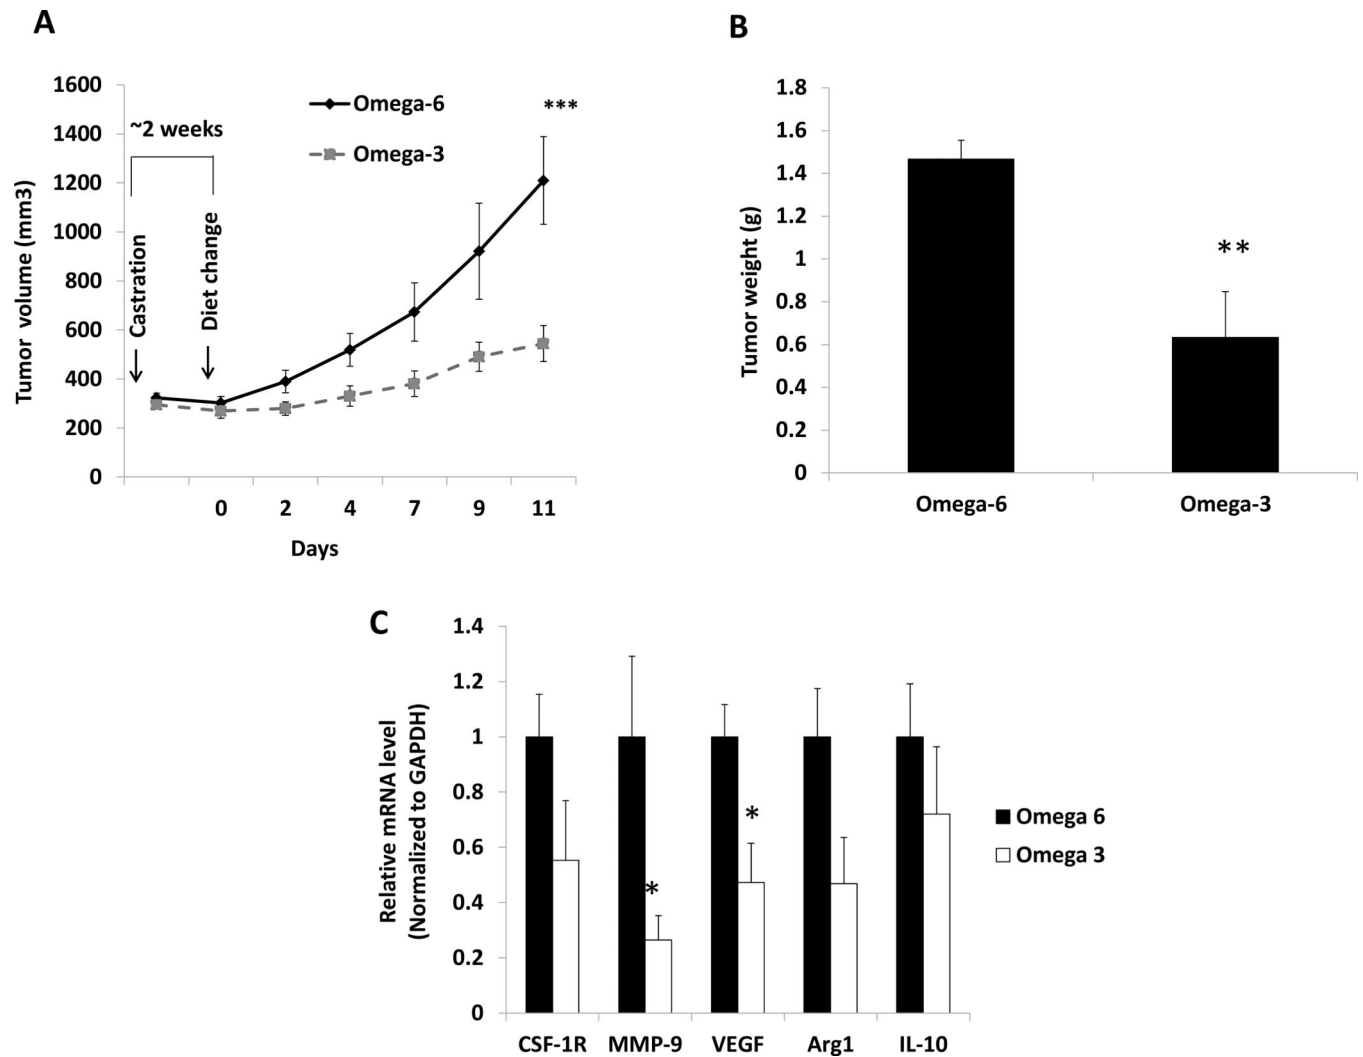 A
1600
1400
1200
1000
800
600
400
200
0
Tumor volume (mm3)
~2 weeks
Castration
Diet change
Omega-6
Omega-3
***
0 2 4 7 9 11
Days
B
1.8
1.6
1.4
1.2
1
0.8
0.6
0.4
0.2
0
Tumor weight (g)
**
Omega-6 Omega-3
C
1.4
1.2
1
0.8
0.6
0.4
0.2
0
Relative mRNA level
(Normalized to GAPDH)
*
*
CSF-1R MMP-9 VEGF Arg1 IL-10
Omega 6
Omega 3